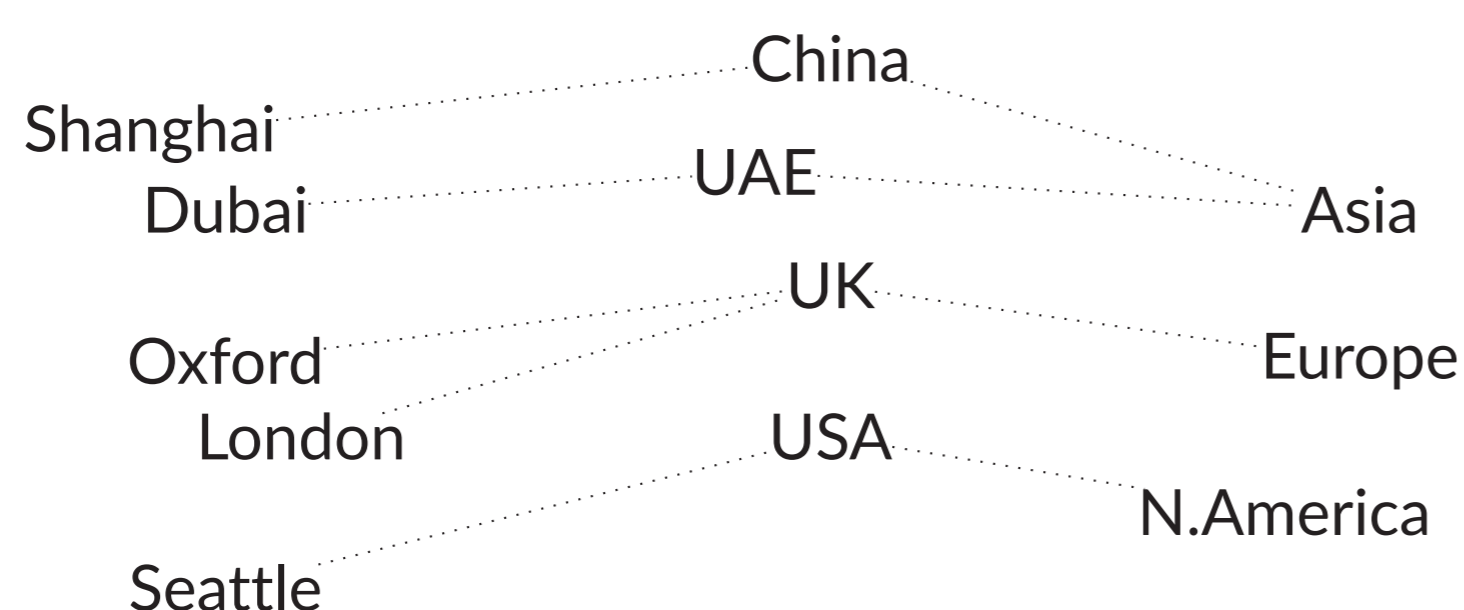 China
Shanghai
UAE
Dubai
Asia
UK
Oxford
Europe
London
USA
N.America
Seattle